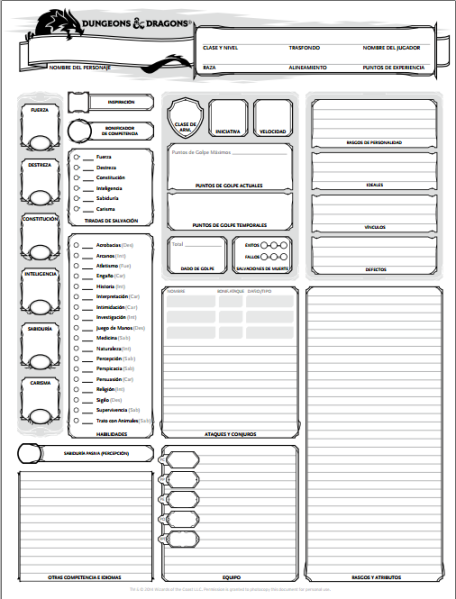 DUNGEONS & DRAGONS®
CLASE Y NIVEL TRASFONDO NOMBRE DEL JUGADOR
NOMBRE DEL PERSONAJE
RAZA ALINEAMIENTO PUNTOS DE EXPERIENCIA
FUERZA
DESTREZA
CONSTITUCIÓN
INTELIGENCIA
SABIDURÍA
CARISMA
INSPIRACIÓN
BONIFICADOR
DE COMPETENCIA
Fuerza
Destreza
Constitución
Inteligencia
Sabiduría
Carisma
TIRADAS DE SALVACIÓN
Acrobacias (Des)
Arcanos (Int)
Atletismo (Fue)
Engaño (Car)
Historia (Int)
Interpretación (Car)
Intimidación (Car)
Investigación (Int)
Juego de Manos (Des)
Medicina (Sab)
Naturaleza (Int)
Percepción (Sab)
Perspicacia (Sab)
Persuasión (Car)
Religión (Int)
Sigilo (Des)
Supervivencia (Sab)
Trato con Animales (Sab)
HABILIDADES
SABIDURÍA PASIVA (PERCEPCIÓN)
OTRAS COMPETENCIA E IDIOMAS
CLASE DE
ARM.
INICIATIVA
VELOCIDAD
Puntos de Golpe Máximos
PUNTOS DE GOLPE ACTUALES
PUNTOS DE GOLPE TEMPORALES
Total
DADO DE GOLPE
ÉXITOS
FALLOS
SALVACIONES DE MUERTE
NOMBRE BONIF. ATAQUE DAÑO/TIPO
ATAQUES Y CONJUROS
EQUIPO
RASGOS DE PERSONALIDAD
IDEALES
VÍNCULOS
DEFECTOS
RASGOS Y ATRIBUTOS